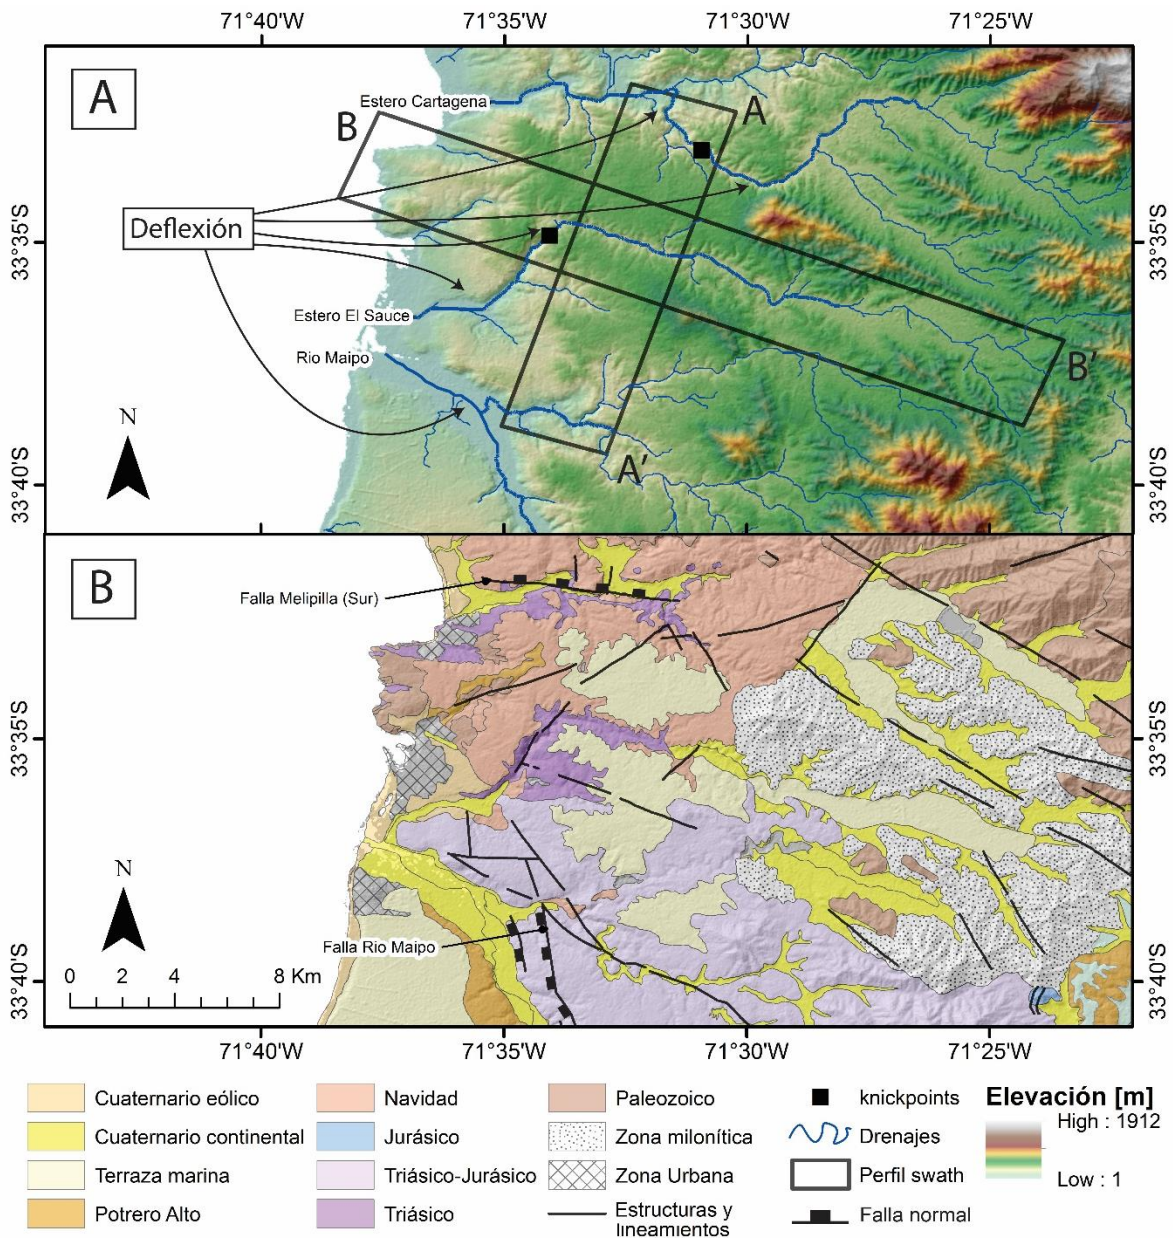 71°40'W 71°35'W 71°30'W 71°25'W
A
Estero Cartagena
B
A
Deflexión
33°35'S
33°35'S
Estero El Sauce
Rio Maipo
B'
N
A'
33°40'S
33°40'S
B
Falla Melipilla (Sur)
33°35'S
33°35'S
N
Falla Rio Maipo
0 2 4 8 Km
33°40'S
33°40'S
71°40'W 71°35'W 71°30'W 71°25'W
Cuaternario eólico
Cuaternario continental
Terraza marina
Potrero Alto
Navidad
Jurásico
Triásico-Jurásico
Triásico
Paleozoico
Zona milonítica
Zona Urbana
Estructuras y
lineamientos
knickpoints
Drenajes
Perfil swath
Falla normal
Elevación [m]
High : 1912
Low : 1